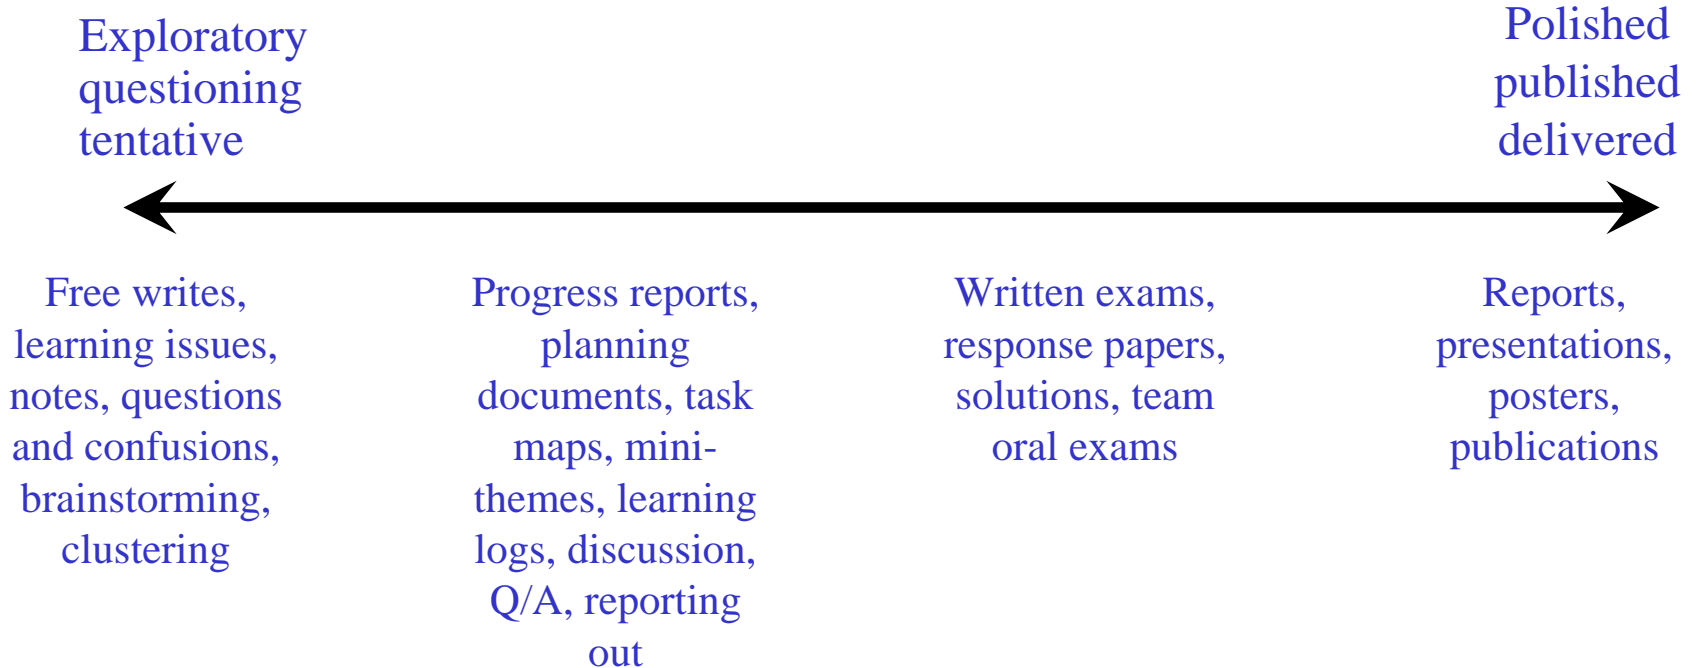 Exploratory
questioning
tentative
Polished
published
delivered
Free writes,
learning issues,
notes, questions
and confusions,
brainstorming,
clustering
Progress reports,
planning
documents, task
maps, mini-
themes, learning
logs, discussion,
Q/A, reporting
out
Written exams,
response papers,
solutions, team
oral exams
Reports,
presentations,
posters,
publications